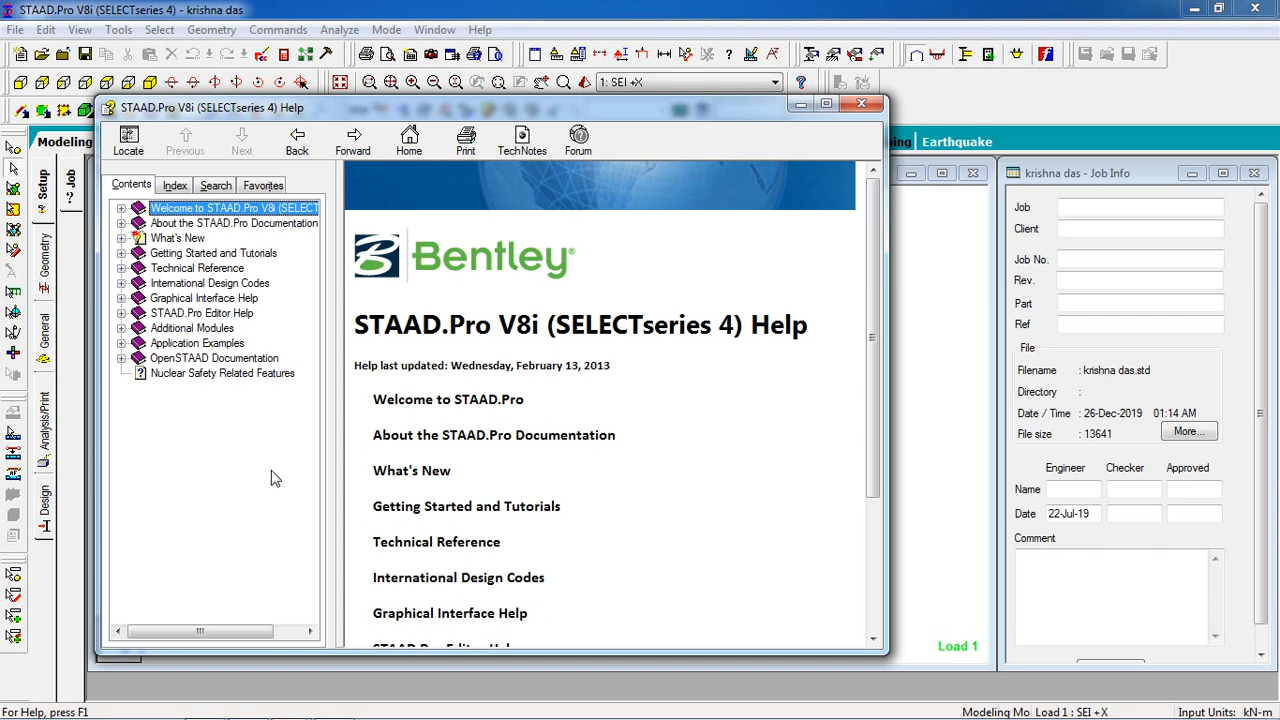 STAAD.Pro V8i (SELECTseries 4) - krishna das
File Edit View Tools Select Geometry Commands Analyze Mode Window Help
1: SEI +X
STAAD.Pro V8i (SELECTseries 4) Help
Modeling
Earthquake
Locate Previous Next Back Forward Home Print TechNotes Forum
Contents Index Search Favorites
Welcome to STAAD.Pro V8i (SELECT
About the STAAD.Pro Documentation
What's New
Getting Started and Tutorials
Technical Reference
International Design Codes
Graphical Interface Help
STAAD.Pro Editor Help
Additional Modules
Application Examples
OpenSTAAD Documentation
Nuclear Safety Related Features
Setup
Job
Geometry
General
Analysis/Print
Design
Bentley®
STAAD.Pro V8i (SELECTseries 4) Help
Help last updated: Wednesday, February 13, 2013
Welcome to STAAD.Pro
About the STAAD.Pro Documentation
What's New
Getting Started and Tutorials
Technical Reference
International Design Codes
Graphical Interface Help
Load 1
krishna das - Job Info
Job
Client
Job No.
Rev.
Part
Ref
File
Filename : krishna das.std
Directory :
Date / Time : 26-Dec-2019 01:14 AM
File size : 13641
More...
Engineer Checker Approved
Name
Date 22-Jul-19
Comment
For Help, press F1
Modeling Mo Load 1 : SEI +X Input Units: kN-m